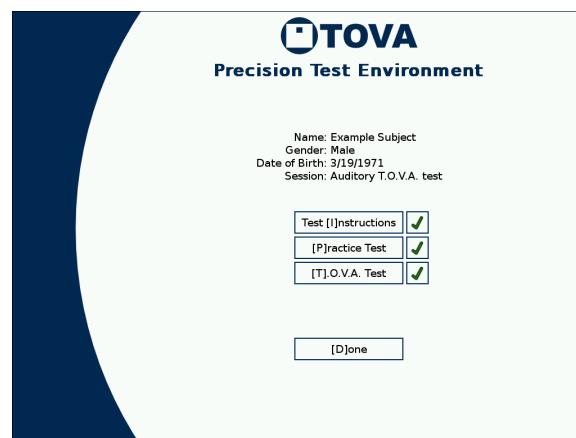 TOVA
Precision Test Environment
Name: Example Subject
Gender: Male
Date of Birth: 3/19/1971
Session: Auditory T.O.V.A. test
Test [I]nstructions
[P]ractice Test
[T].O.V.A. Test
[D]one